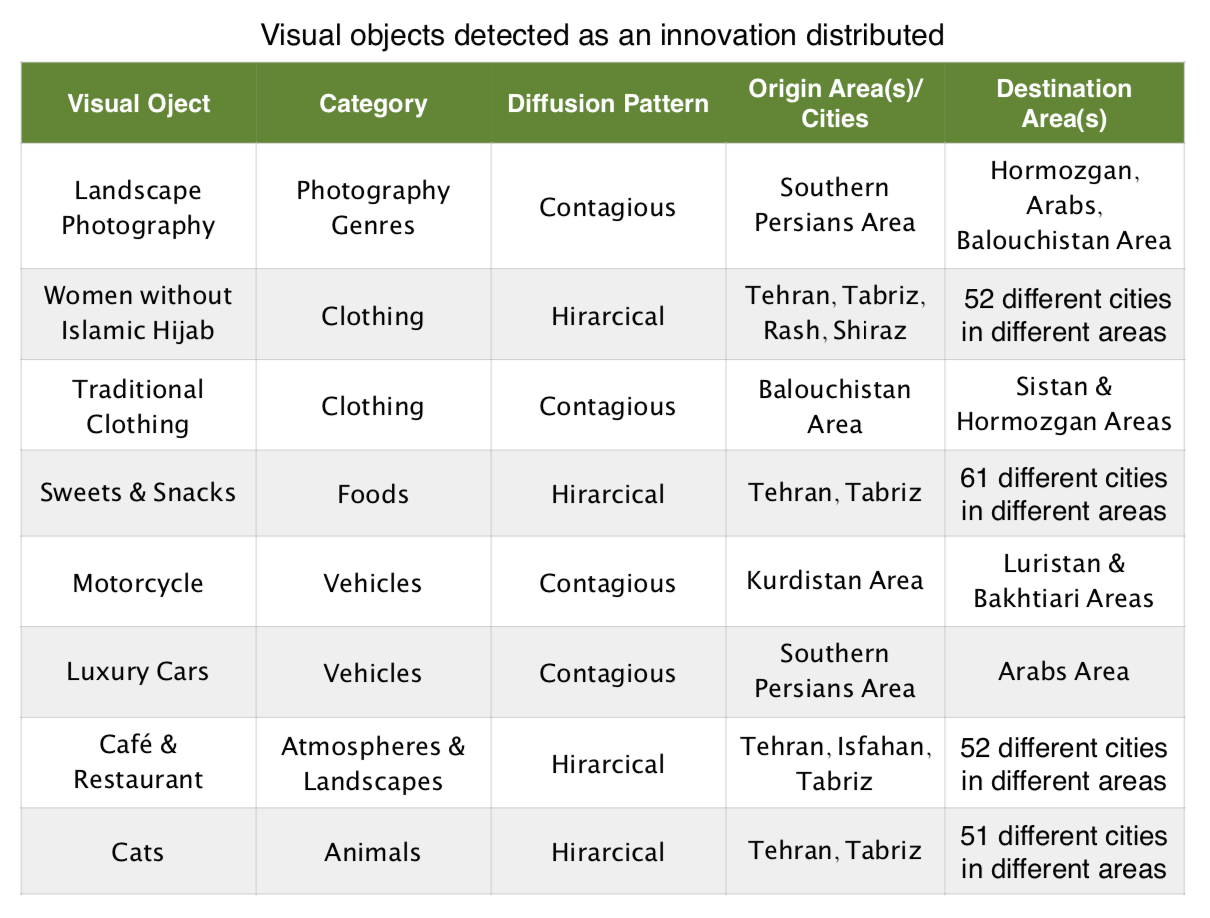 Visual objects detected as an innovation distributed
Visual Oject
Category
Diffusion Pattern
Origin Area(s)/
Cities
Destination
Area(s)
Landscape
Photography
Photography
Genres
Contagious
Southern
Persians Area
Hormozgan,
Arabs,
Balouchistan Area
Women without
Islamic Hijab
Clothing
Hirarcical
Tehran, Tabriz,
Rash, Shiraz
52 different cities
in different areas
Traditional
Clothing
Clothing
Contagious
Balouchistan
Area
Sistan &
Hormozgan Areas
Sweets & Snacks
Foods
Hirarcical
Tehran, Tabriz
61 different cities
in different areas
Motorcycle
Vehicles
Contagious
Kurdistan Area
Luristan &
Bakhtiari Areas
Luxury Cars
Vehicles
Contagious
Southern
Persians Area
Arabs Area
Café &
Restaurant
Atmospheres &
Landscapes
Hirarcical
Tehran, Isfahan,
Tabriz
52 different cities
in different areas
Cats
Animals
Hirarcical
Tehran, Tabriz
51 different cities
in different areas